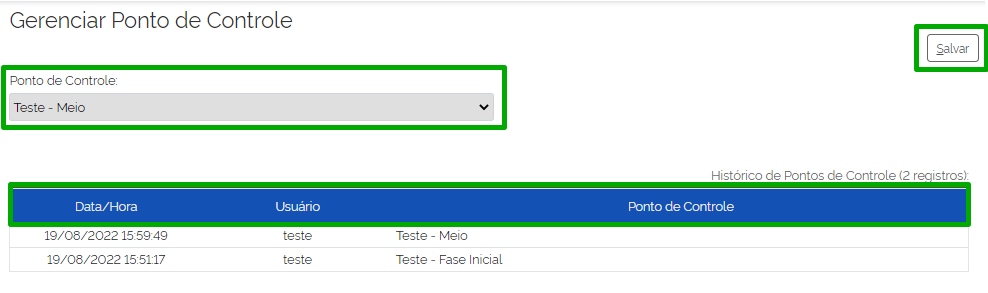 Gerenciar Ponto de Controle
Salvar
Ponto de Controle:
Teste - Meio
Histórico de Pontos de Controle (2 registros):
Data/Hora Usuário Ponto de Controle
19/08/2022 15:59:49 teste Teste - Meio
19/08/2022 15:51:17 teste Teste - Fase Inicial